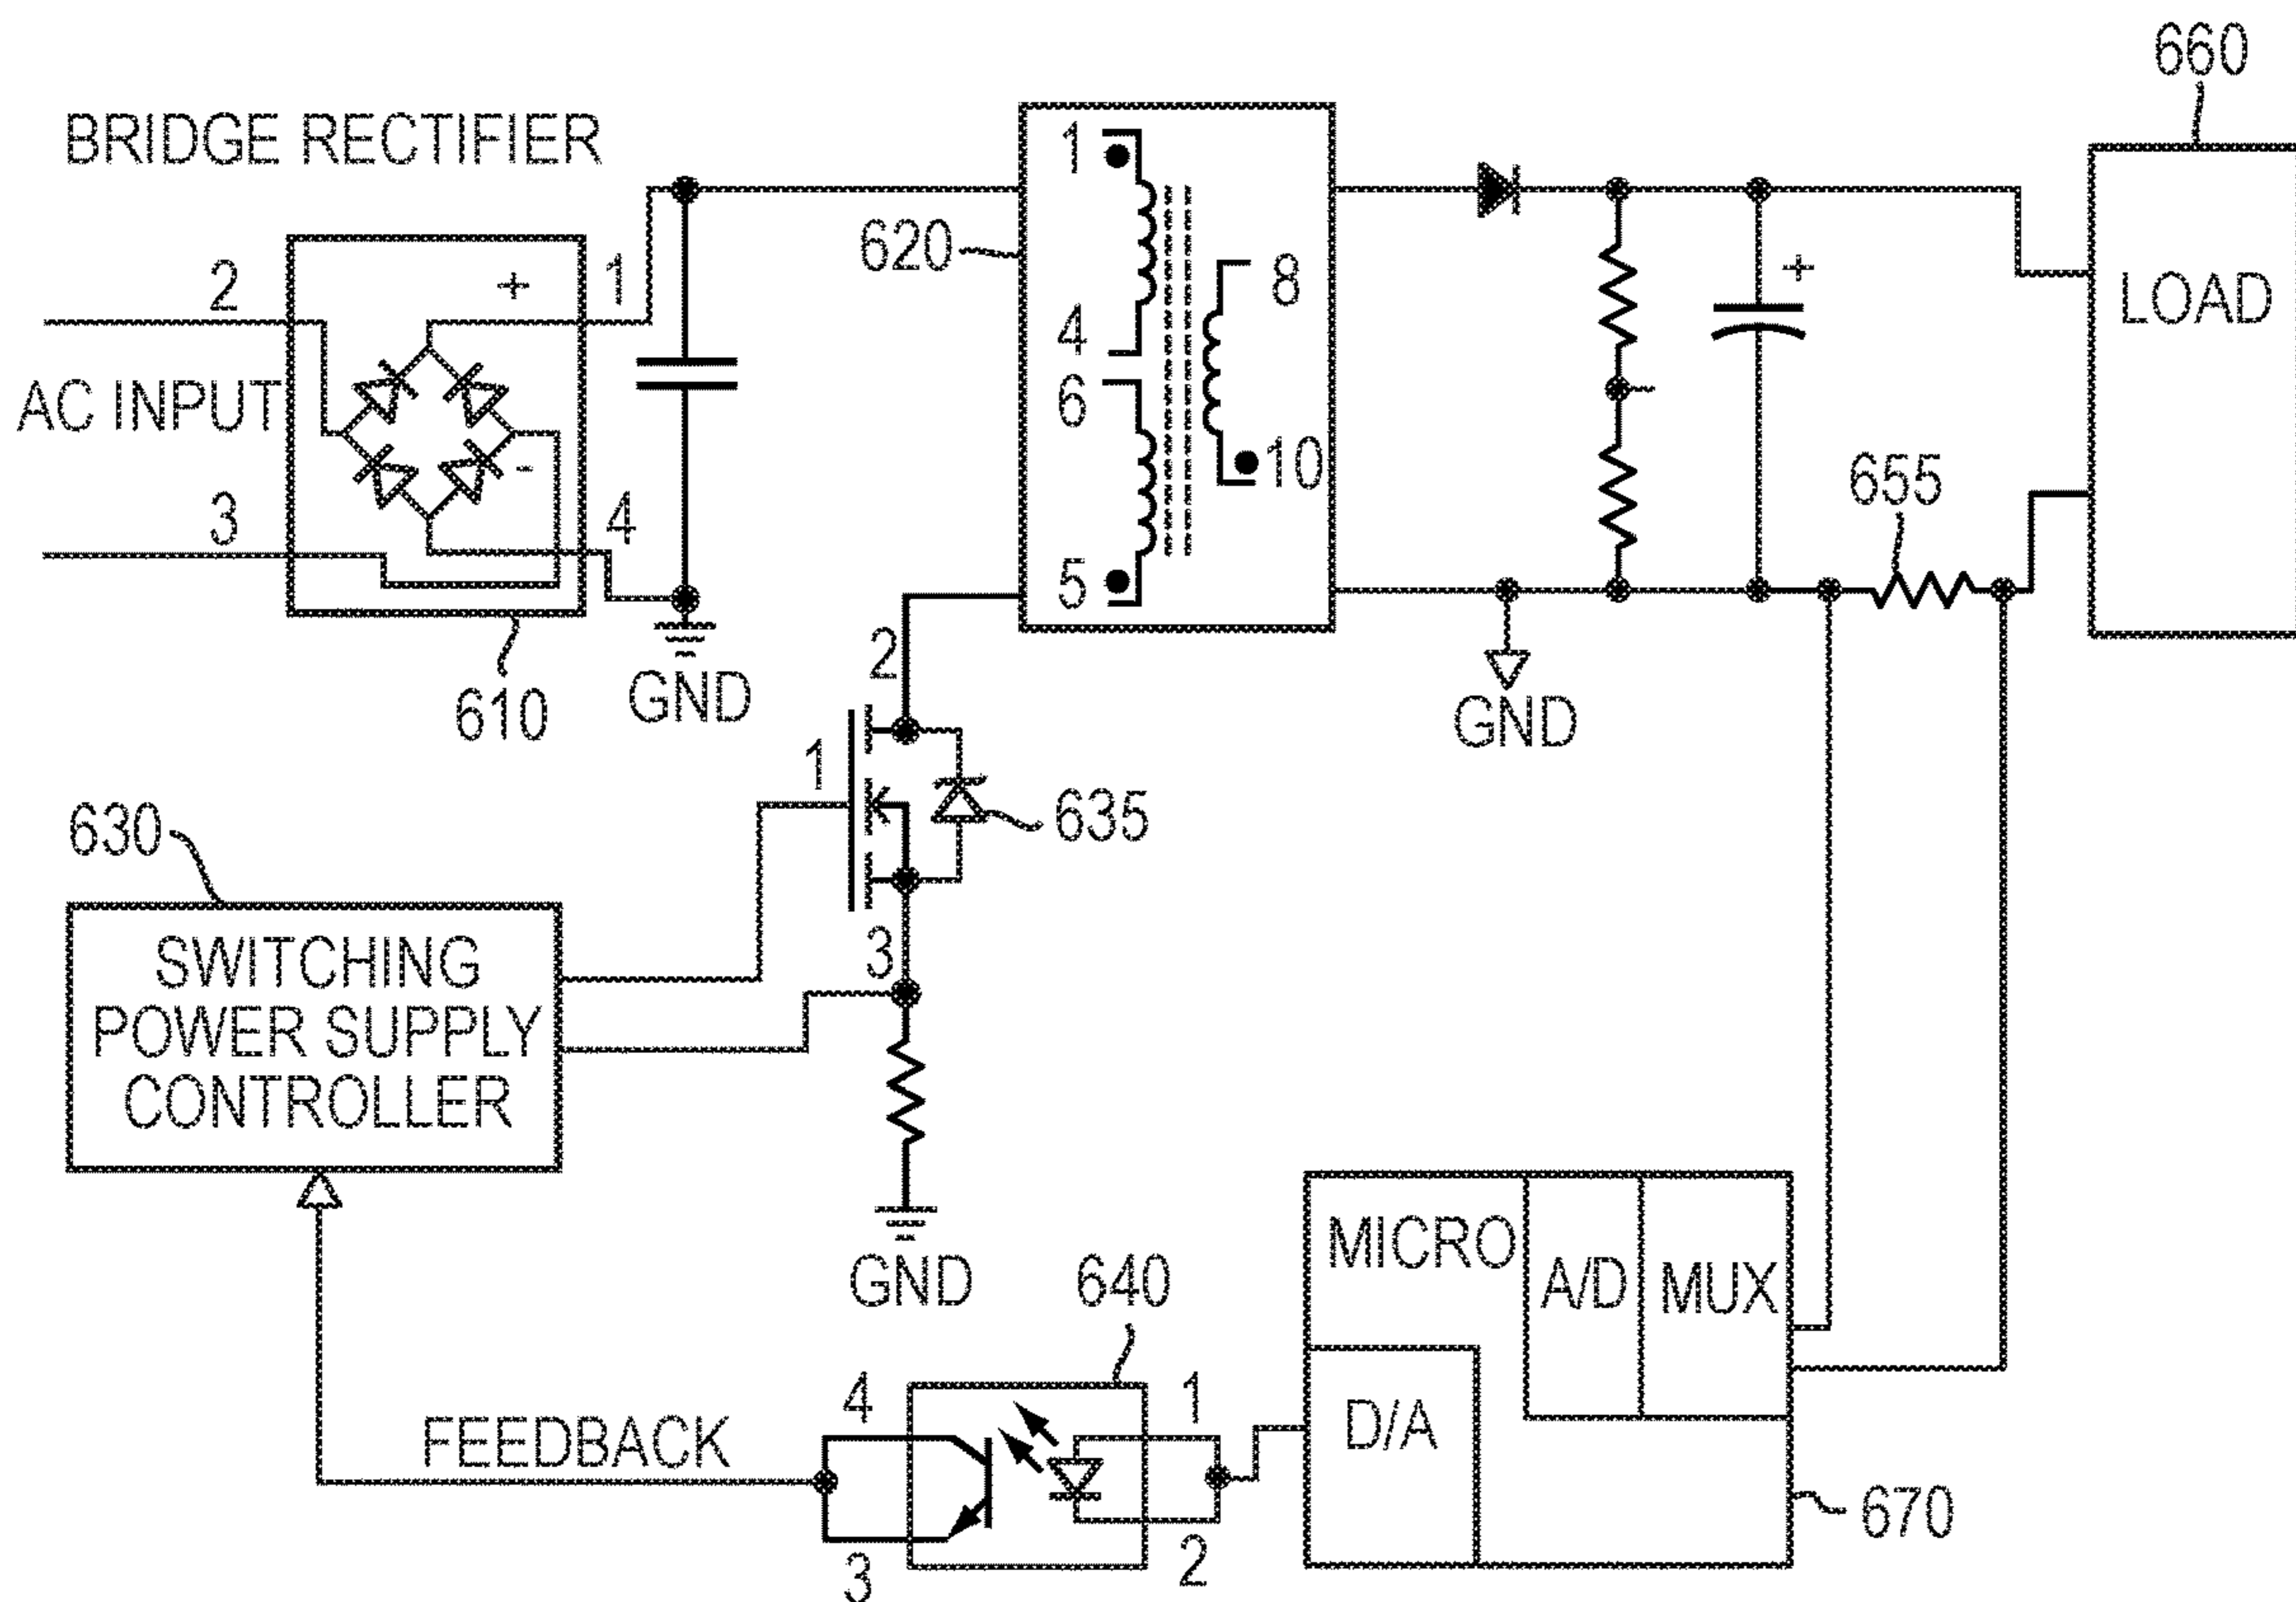 660
BRIDGE RECTIFIER
1
620
2
+
1
8
+
LOAD
4
AC INPUT
6
10
-
655
3
4
5
2
610
GND
GND
1
635
630
3
SWITCHING
POWER SUPPLY
CONTROLLER
GND
640
MICRO
A/D
MUX
4
1
D/A
FEEDBACK
670
3
2